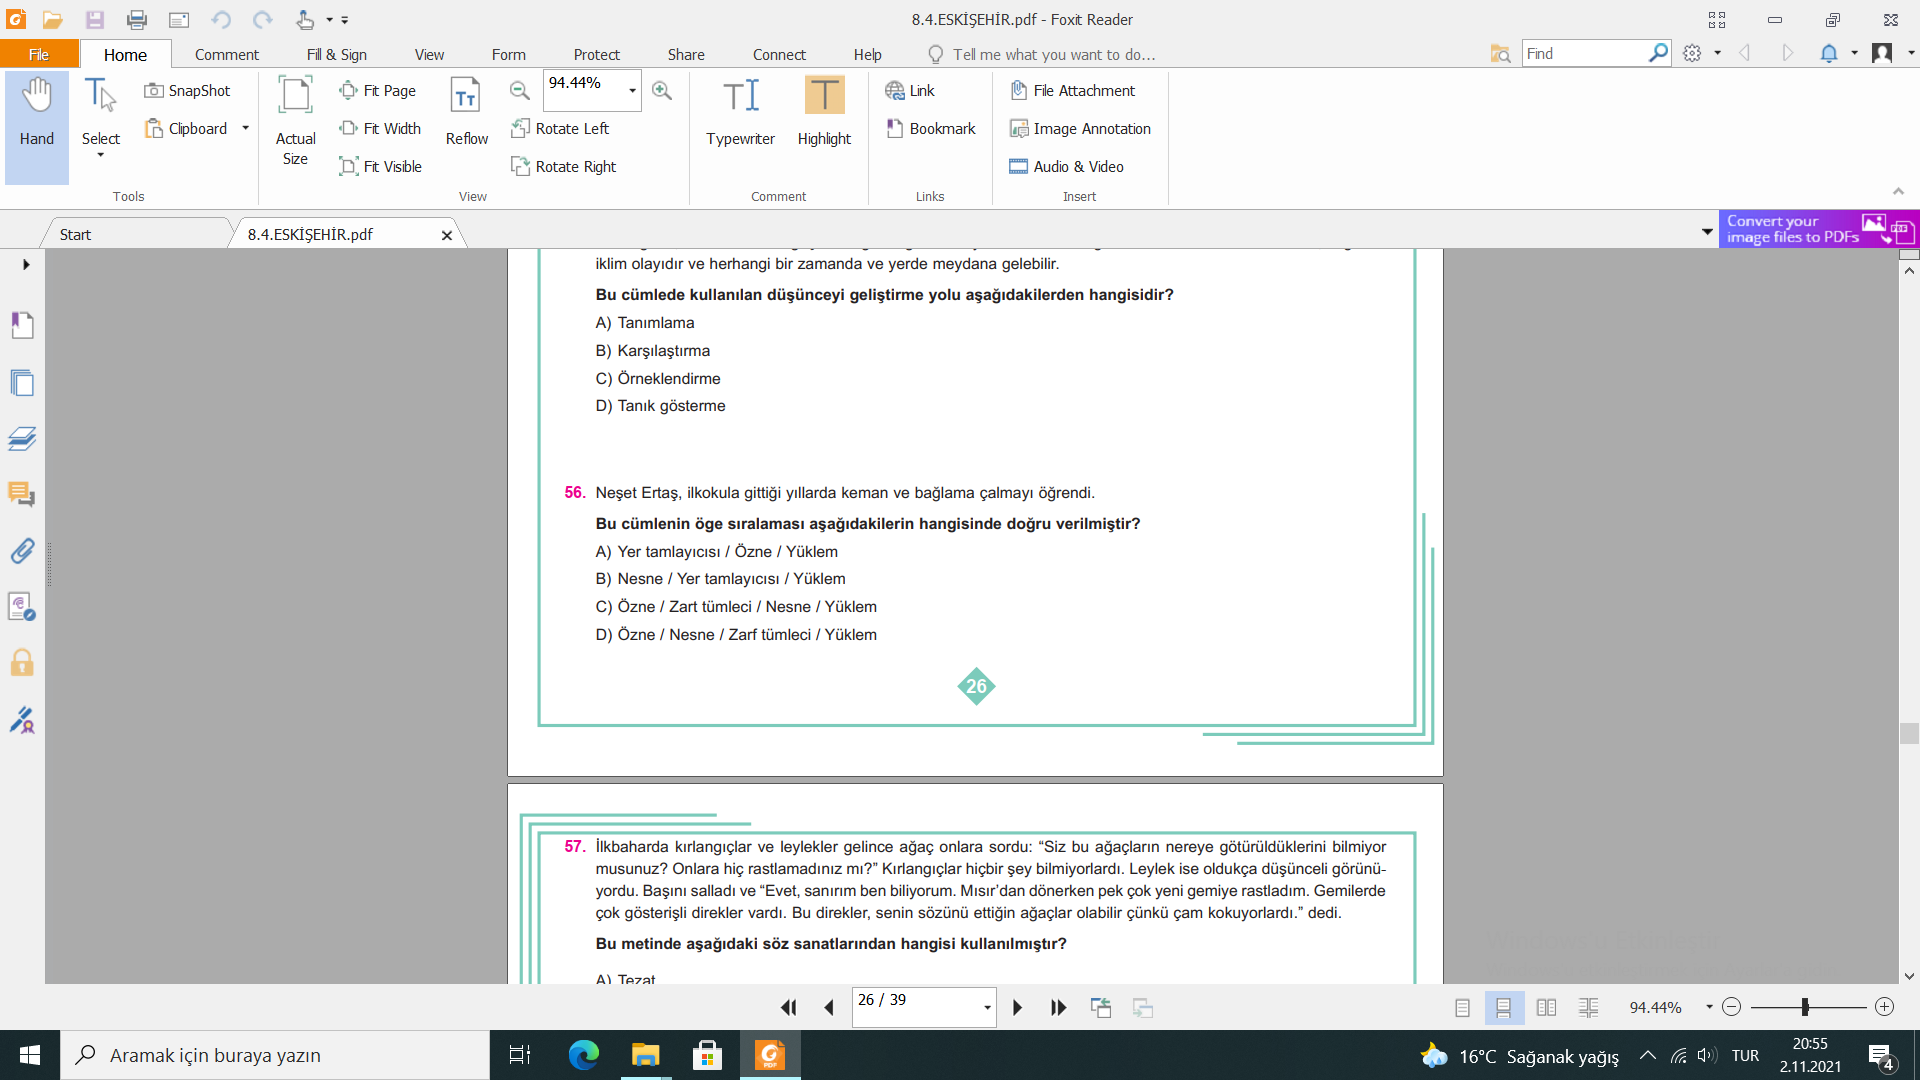 8.4.ESKİŞEHİR.pdf - Foxit Reader
File Home Comment Fill & Sign View Form Protect Share Connect Help Tell me what you want to do... Find
Hand
Select
SnapShot
Clipboard
Tools
Actual Size
Fit Page
Fit Width
Fit Visible
Reflow
94.44%
Rotate Left
Rotate Right
View
Typewriter
Highlight
Comment
Link
Bookmark
Links
File Attachment
Image Annotation
Audio & Video
Insert
Start
8.4.ESKİŞEHİR.pdf
Convert your
image files to PDFs
iklim olayıdır ve herhangi bir zamanda ve yerde meydana gelebilir.
Bu cümlede kullanılan düşünceyi geliştirme yolu aşağıdakilerden hangisidir?
A) Tanımlama
B) Karşılaştırma
C) Örneklendirme
D) Tanık gösterme
56. Neşet Ertaş, ilkokula gittiği yıllarda keman ve bağlama çalmayı öğrendi.
Bu cümlenin öge sıralaması aşağıdakilerin hangisinde doğru verilmiştir?
A) Yer tamlayıcısı / Özne / Yüklem
B) Nesne / Yer tamlayıcısı / Yüklem
C) Özne / Zart tümleci / Nesne / Yüklem
D) Özne / Nesne / Zarf tümleci / Yüklem
26
57. İlkbaharda kırlangıçlar ve leylekler gelince ağaç onlara sordu: “Siz bu ağaçların nereye götürüldüklerini bilmiyor
musunuz? Onlara hiç rastlamadınız mı?” Kırlangıçlar hiçbir şey bilmiyorlardı. Leylek ise oldukça düşünceli görünü-
yordu. Başını salladı ve “Evet, sanırım ben biliyorum. Mısır’dan dönerken pek çok yeni gemiye rastladım. Gemilerde
çok gösterişli direkler vardı. Bu direkler, senin sözünü ettiğin ağaçlar olabilir çünkü çam kokuyorlardı.” dedi.
Bu metinde aşağıdaki söz sanatlarından hangisi kullanılmıştır?
A) Tezat
26 / 39
94.44%
Aramak için buraya yazın
16°C Sağanak yağış
TUR
20:55
2.11.2021
4